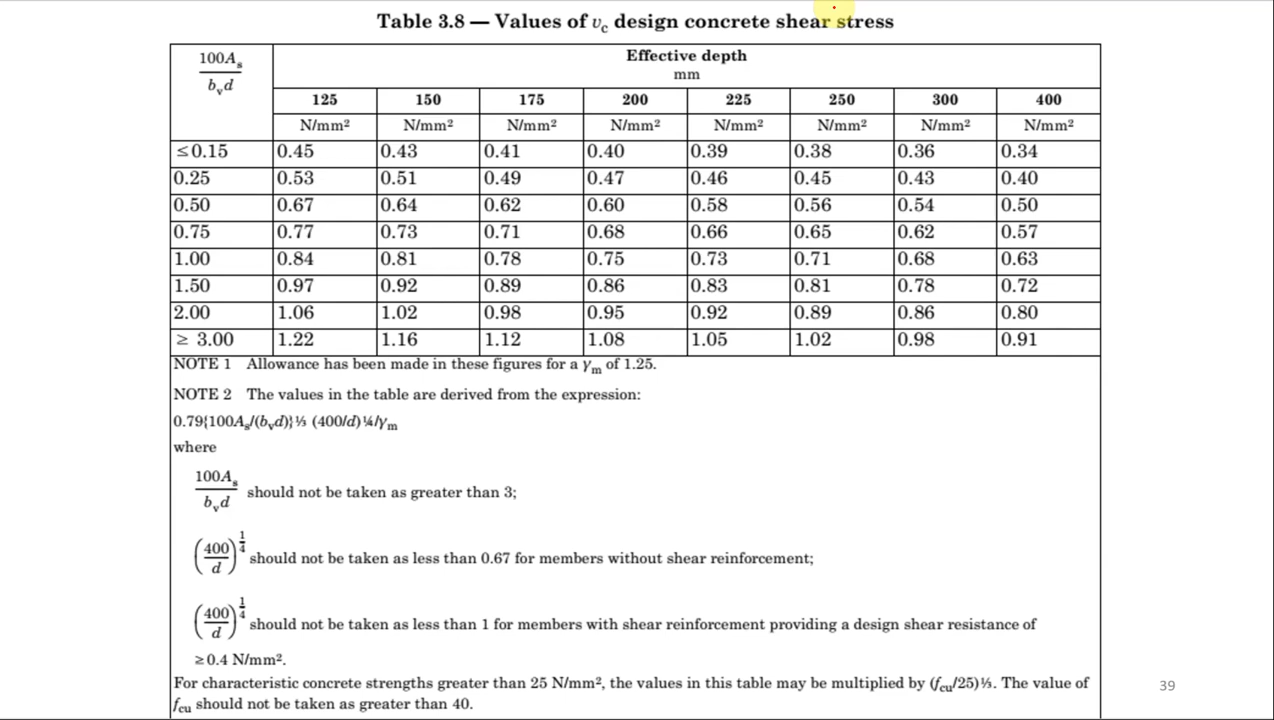 Table 3.8 — Values of υc design concrete shear stress
100As
bvd
Effective depth
mm
125 150 175 200 225 250 300 400
N/mm² N/mm² N/mm² N/mm² N/mm² N/mm² N/mm² N/mm²
≤0.15 0.45 0.43 0.41 0.40 0.39 0.38 0.36 0.34
0.25 0.53 0.51 0.49 0.47 0.46 0.45 0.43 0.40
0.50 0.67 0.64 0.62 0.60 0.58 0.56 0.54 0.50
0.75 0.77 0.73 0.71 0.68 0.66 0.65 0.62 0.57
1.00 0.84 0.81 0.78 0.75 0.73 0.71 0.68 0.63
1.50 0.97 0.92 0.89 0.86 0.83 0.81 0.78 0.72
2.00 1.06 1.02 0.98 0.95 0.92 0.89 0.86 0.80
≥ 3.00 1.22 1.16 1.12 1.08 1.05 1.02 0.98 0.91
NOTE 1 Allowance has been made in these figures for a γm of 1.25.
NOTE 2 The values in the table are derived from the expression:
0.79{100As/(bvd)}⅓ (400/d)¼/γm
where
100As
bvd
should not be taken as greater than 3;
(400/d)¼ should not be taken as less than 0.67 for members without shear reinforcement;
(400/d)¼ should not be taken as less than 1 for members with shear reinforcement providing a design shear resistance of
≥0.4 N/mm².
For characteristic concrete strengths greater than 25 N/mm², the values in this table may be multiplied by (fcu/25)⅓. The value of
fcu should not be taken as greater than 40.
39